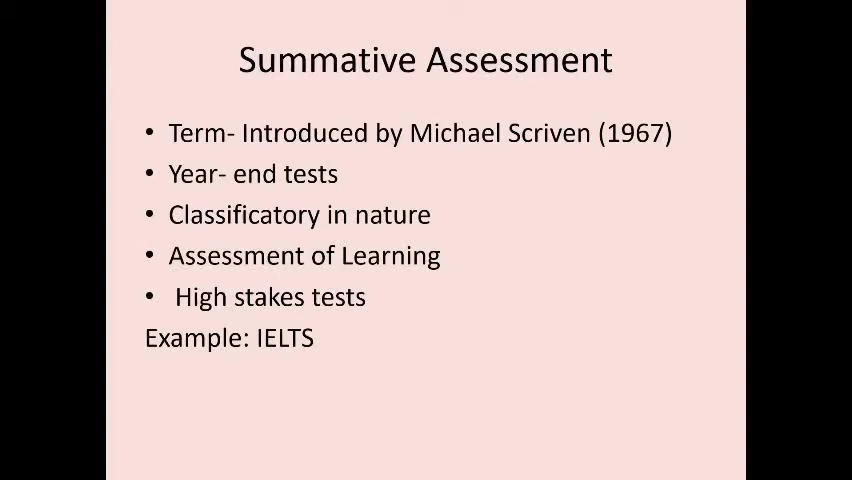 Summative Assessment
• Term- Introduced by Michael Scriven (1967)
• Year- end tests
• Classificatory in nature
• Assessment of Learning
• High stakes tests
Example: IELTS